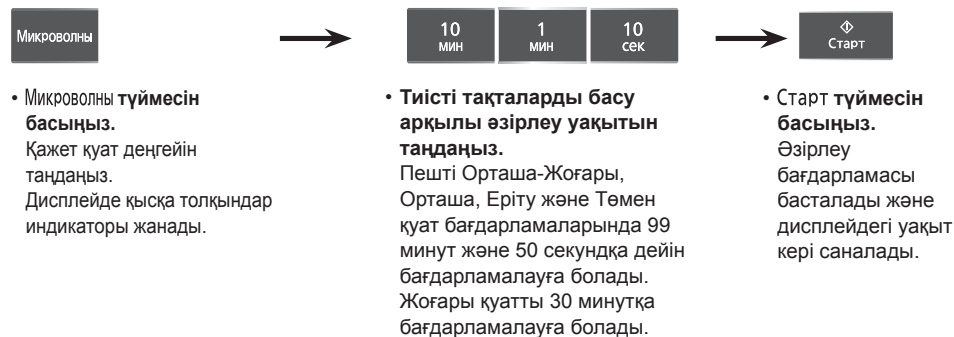 Микроволны
10
мин
1
мин
10
сек
Старт
• Микроволны түймесін
басыңыз.
Қажет қуат деңгейін
таңдаңыз.
Дисплейде қысқа толқындар
индикаторы жанады.
• Тиісті тақталарды басу
арқылы әзірлеу уақытын
таңдаңыз.
Пешті Орташа-Жоғары,
Орташа, Еріту және Төмен
қуат бағдарламаларында 99
минут және 50 секундқа дейін
бағдарламалауға болады.
Жоғары қуатты 30 минутқа
бағдарламалауға болады.
• Старт түймесін
басыңыз.
Әзірлеу
бағдарламасы
басталады және
дисплейдегі уақыт
кері саналады.